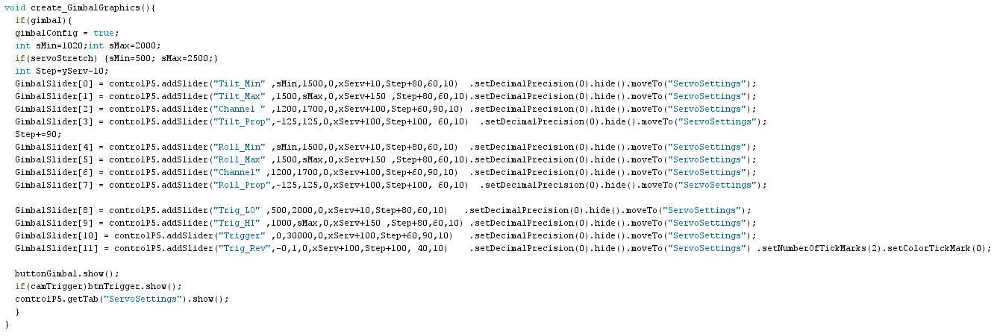 void create_GimbalGraphics(){
  if(gimbal){
  gimbalConfig = true;
  int sMin=1020;int sMax=2000;
  if(servoStretch) {sMin=500; sMax=2500;}
  int Step=yServ-10;
  GimbalSlider[0] = controlP5.addSlider("Tilt_Min" ,sMin,1500,0,xServ+10,Step+80,60,10)  .setDecimalPrecision(0).hide().moveTo("ServoSettings");
  GimbalSlider[1] = controlP5.addSlider("Tilt_Max" ,1500,sMax,0,xServ+150 ,Step+80,60,10).setDecimalPrecision(0).hide().moveTo("ServoSettings");
  GimbalSlider[2] = controlP5.addSlider("Channel " ,1200,1700,0,xServ+100,Step+60,90,10) .setDecimalPrecision(0).hide().moveTo("ServoSettings");
  GimbalSlider[3] = controlP5.addSlider("Tilt_Prop",-125,125,0,xServ+100,Step+100, 60,10)  .setDecimalPrecision(0).hide().moveTo("ServoSettings");
  Step+=90;
  GimbalSlider[4] = controlP5.addSlider("Roll_Min" ,sMin,1500,0,xServ+10,Step+80,60,10)  .setDecimalPrecision(0).hide().moveTo("ServoSettings");
  GimbalSlider[5] = controlP5.addSlider("Roll_Max" ,1500,sMax,0,xServ+150 ,Step+80,60,10).setDecimalPrecision(0).hide().moveTo("ServoSettings");
  GimbalSlider[6] = controlP5.addSlider("Channel" ,1200,1700,0,xServ+100,Step+60,90,10)  .setDecimalPrecision(0).hide().moveTo("ServoSettings");
  GimbalSlider[7] = controlP5.addSlider("Roll_Prop",-125,125,0,xServ+100,Step+100, 60,10)  .setDecimalPrecision(0).hide().moveTo("ServoSettings");

  GimbalSlider[8] = controlP5.addSlider("Trig_LO" ,500,2000,0,xServ+10,Step+80,60,10)   .setDecimalPrecision(0).hide().moveTo("ServoSettings");
  GimbalSlider[9] = controlP5.addSlider("Trig_HI" ,1000,sMax,0,xServ+150 ,Step+80,60,10) .setDecimalPrecision(0).hide().moveTo("ServoSettings");
  GimbalSlider[10] = controlP5.addSlider("Trigger" ,0,30000,0,xServ+100,Step+60,90,10)   .setDecimalPrecision(0).hide().moveTo("ServoSettings");
  GimbalSlider[11] = controlP5.addSlider("Trig_Rev",-0,1,0,xServ+100,Step+100, 40,10)    .setDecimalPrecision(0).hide().moveTo("ServoSettings") .setNumberOfTickMarks(2).setColorTickMark(0);

  buttonGimbal.show();
  if(camTrigger)btnTrigger.show();
  controlP5.getTab("ServoSettings").show();
  }
}